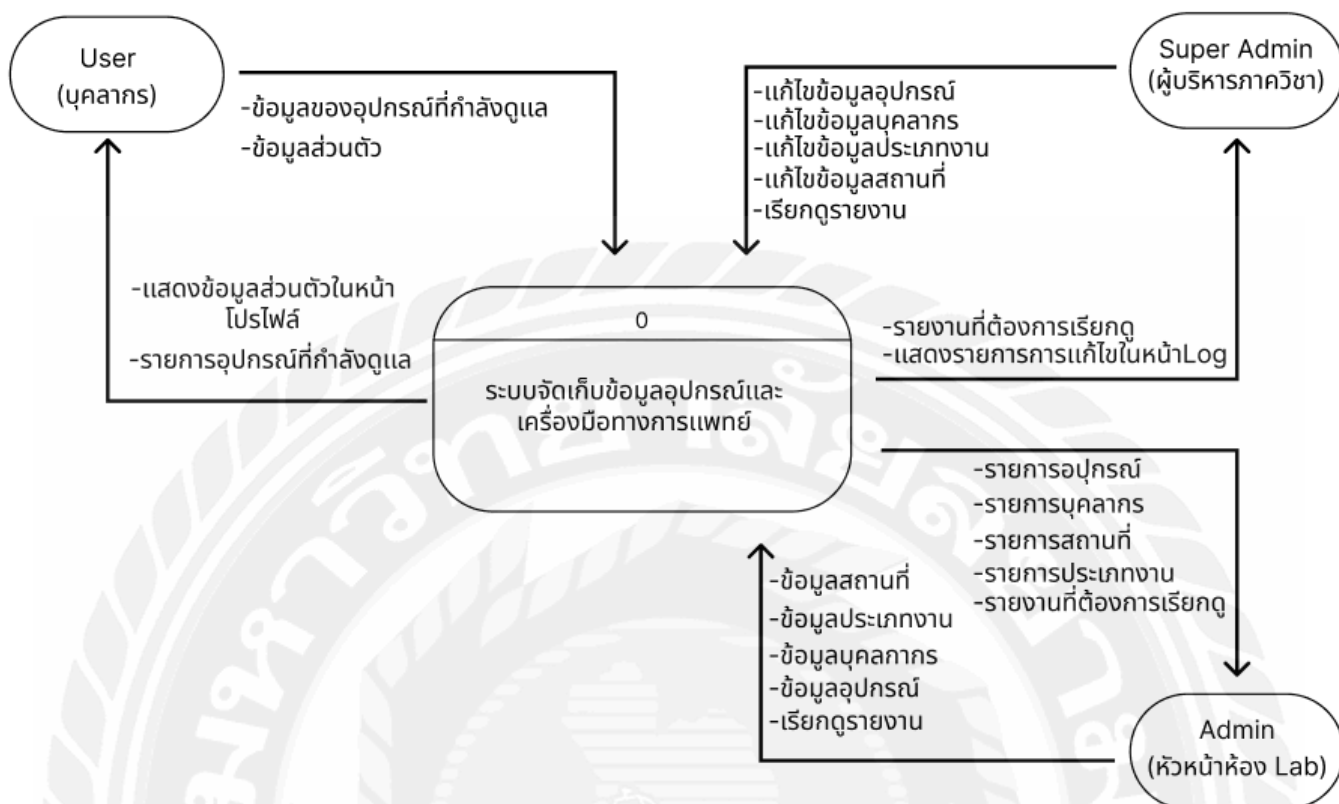 User
(บุคลากร)
-ข้อมูลของอุปกรณ์ที่กำลังดูแล
-ข้อมูลส่วนตัว
Super Admin
(ผู้บริหารภาควิชา)
-แก้ไขข้อมูลอุปกรณ์
-แก้ไขข้อมูลบุคลากร
-แก้ไขข้อมูลประเภทงาน
-แก้ไขข้อมูลสถานที่
-เรียกดูรายงาน
-แสดงข้อมูลส่วนตัวในหน้า
โปรไฟล์
-รายการอุปกรณ์ที่กำลังดูแล
0
ระบบจัดเก็บข้อมูลอุปกรณ์และ
เครื่องมือทางการแพทย์
-รายงานที่ต้องการเรียกดู
-แสดงรายการการแก้ไขในหน้าLog
-รายการอปุกรณ์
-รายการบุคลากร
-รายการสถานที่
-รายการประเภทงาน
-รายงานที่ต้องการเรียกดู
-ข้อมูลสถานที่
-ข้อมูลประเภทงาน
-ข้อมูลบุคลกากร
-ข้อมูลอุปกรณ์
-เรียกดูรายงาน
Admin
(หัวหน้าห้อง Lab)